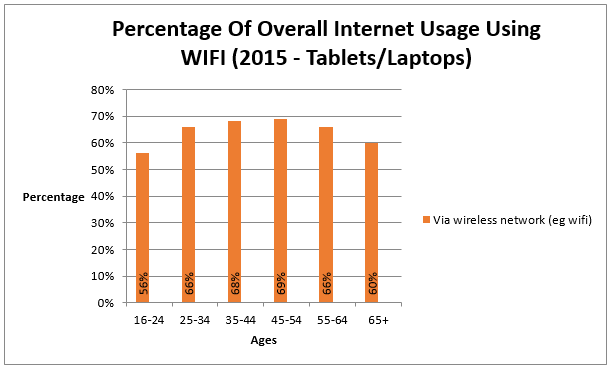 Percentage Of Overall Internet Usage Using
WIFI (2015 - Tablets/Laptops)
80%
70%
60%
50%
40%
30%
20%
10%
0%
Percentage
56%
66%
68%
69%
66%
60%
16-24 25-34 35-44 45-54 55-64 65+
Ages
Via wireless network (eg wifi)